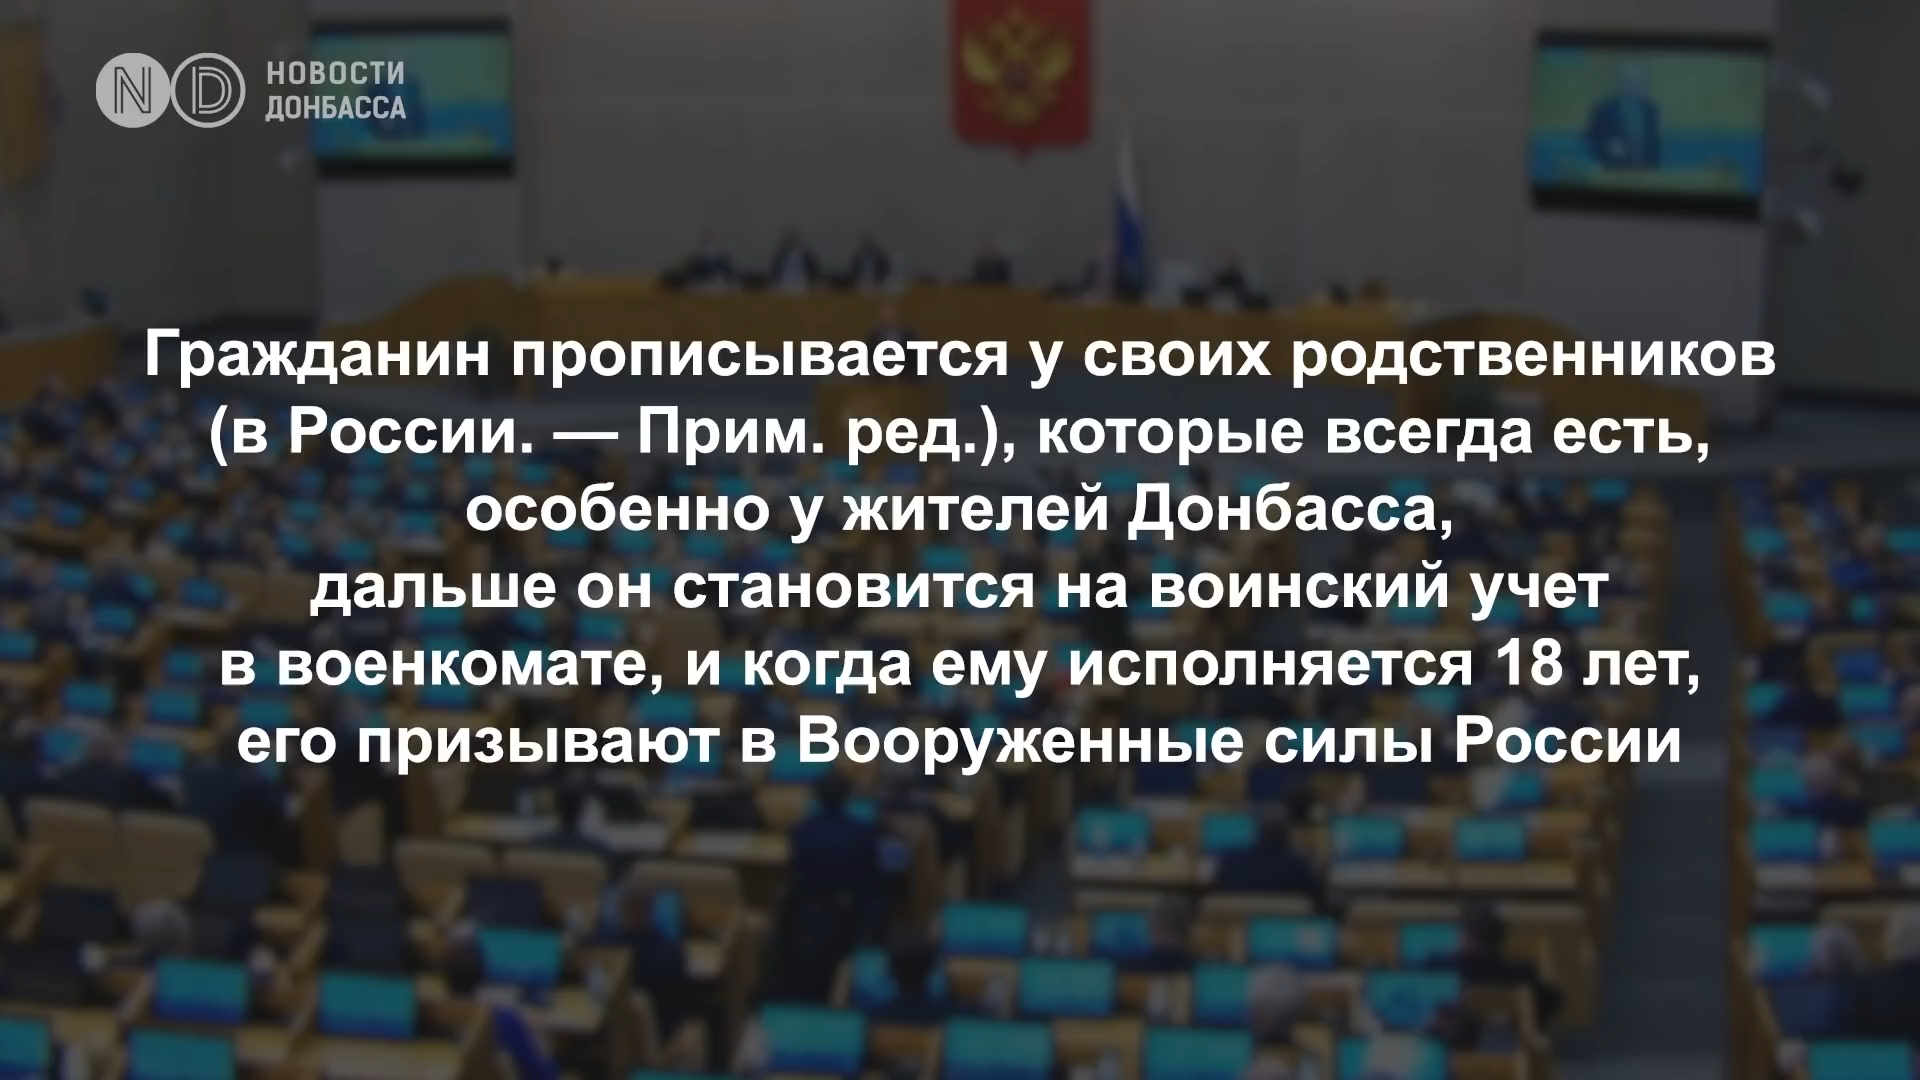 НОВОСТИ
ДОНБАССА
Гражданин прописывается у своих родственников
(в России. — Прим. ред.), которые всегда есть,
особенно у жителей Донбасса,
дальше он становится на воинский учет
в военкомате, и когда ему исполняется 18 лет,
его призывают в Вооруженные силы России